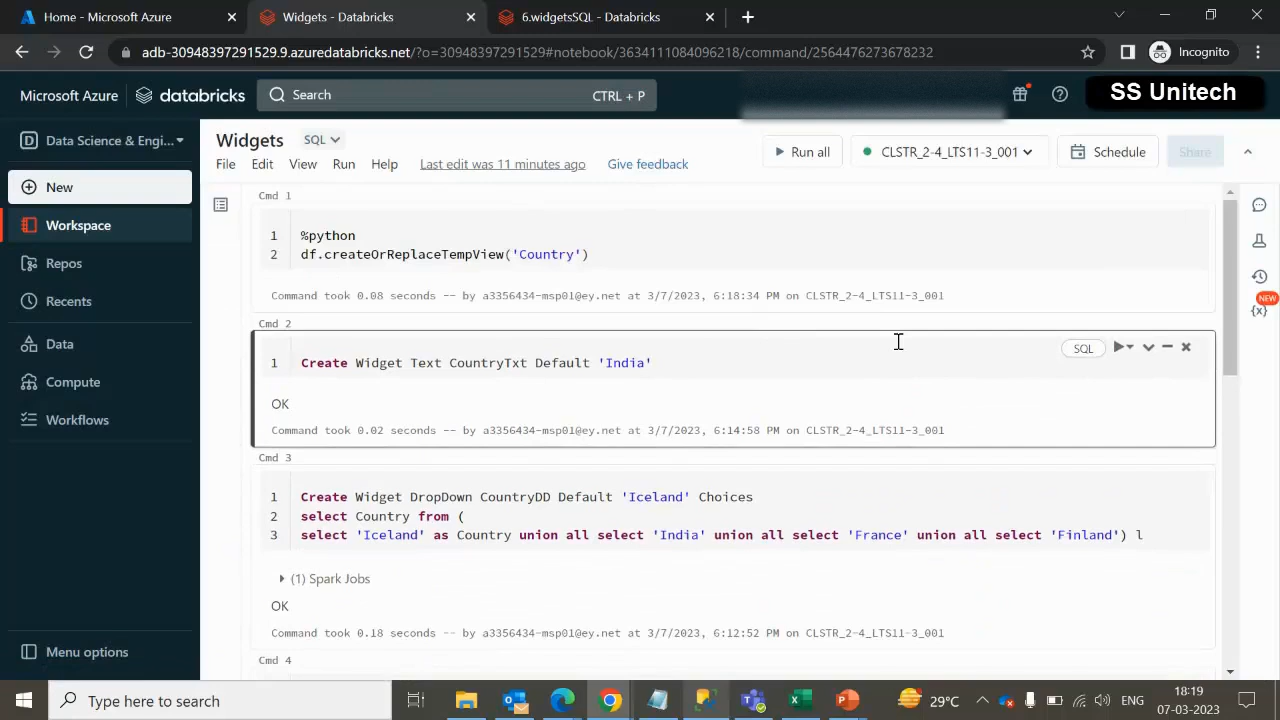 Home - Microsoft Azure
Widgets - Databricks
6.widgetsSQL - Databricks
adb-30948397291529.9.azuredatabricks.net/?o=30948397291529#notebook/3634111084096218/command/2564476273678232
Incognito
Microsoft Azure
databricks
Search
CTRL + P
SS Unitech
Data Science & Engi...
Widgets
SQL
File
Edit
View
Run
Help
Last edit was 11 minutes ago
Give feedback
Run all
CLSTR_2-4_LTS11-3_001
Schedule
Share
New
Workspace
Repos
Recents
Data
Compute
Workflows
Menu options
NEW
{x}
Cmd 1
1 %python
2 df.createOrReplaceTempView('Country')
Command took 0.08 seconds -- by a3356434-msp01@ey.net at 3/7/2023, 6:18:34 PM on CLSTR_2-4_LTS11-3_001
Cmd 2
SQL
1 Create Widget Text CountryTxt Default 'India'
OK
Command took 0.02 seconds -- by a3356434-msp01@ey.net at 3/7/2023, 6:14:58 PM on CLSTR_2-4_LTS11-3_001
Cmd 3
1 Create Widget DropDown CountryDD Default 'Iceland' Choices
2 select Country from (
3 select 'Iceland' as Country union all select 'India' union all select 'France' union all select 'Finland') l
(1) Spark Jobs
OK
Command took 0.18 seconds -- by a3356434-msp01@ey.net at 3/7/2023, 6:12:52 PM on CLSTR_2-4_LTS11-3_001
Cmd 4
Type here to search
29°C
ENG
18:19
07-03-2023